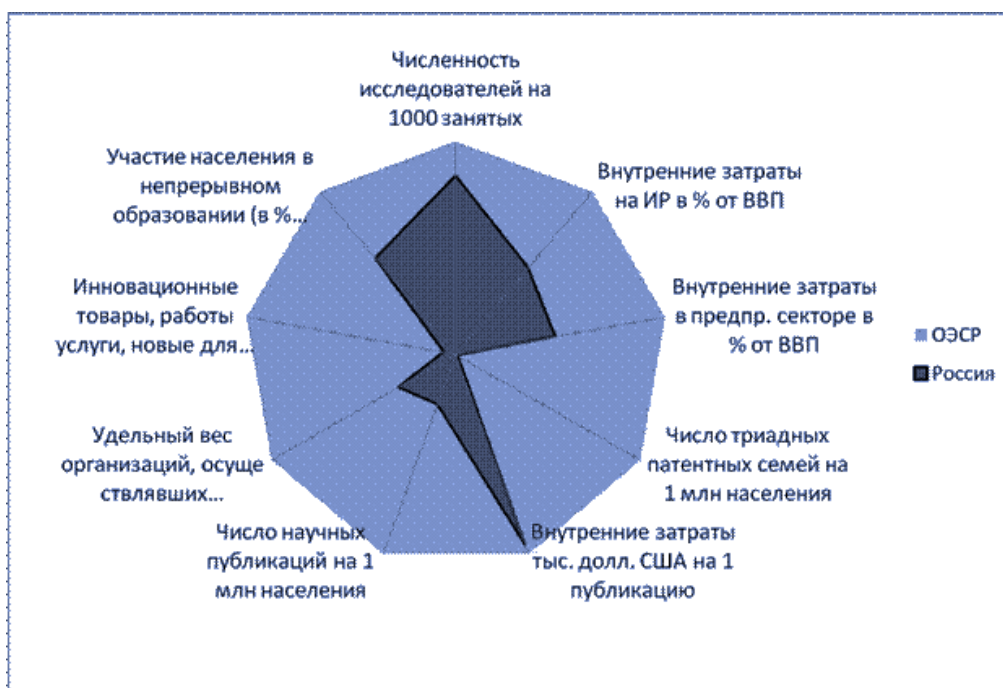 Численность
исследователей на
1000 занятых
Внутренние затраты
на ИР в % от ВВП
Внутренние затраты
в предпр. секторе в
% от ВВП
Число триадных
патентных семей на
1 млн населения
Внутренние затраты
тыс. долл. США на 1
публикацию
Число научных
публикаций на 1
млн населения
Удельный вес
организаций, осуще
ствлявших...
Инновационные
товары, работы
услуги, новые для...
Участие населения в
непрерывном
образовании (в %...
ОЭСР
Россия